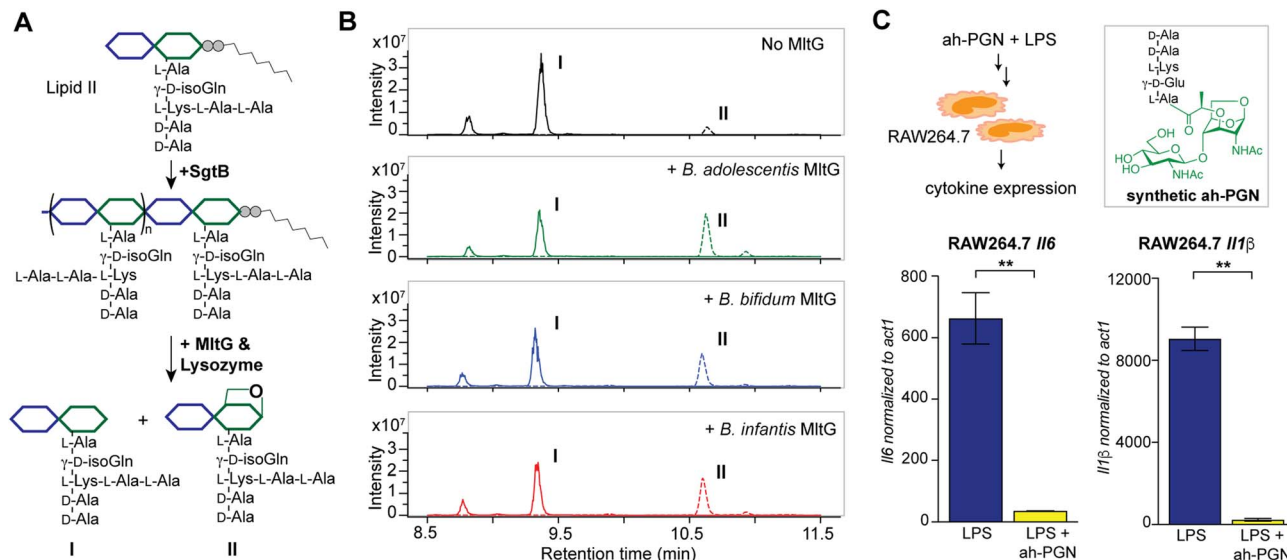 A
Lipid II
L-Ala
γ-D-isoGln
L-Lys-L-Ala-L-Ala
D-Ala
D-Ala
+SgtB
n
L-Ala
γ-D-isoGln
L-Ala-L-Ala-L-Lys
D-Ala
D-Ala
L-Ala
γ-D-isoGln
L-Lys-L-Ala-L-Ala
D-Ala
D-Ala
+ MltG &
Lysozyme
+
O
L-Ala
γ-D-isoGln
L-Lys-L-Ala-L-Ala
D-Ala
D-Ala
I
L-Ala
γ-D-isoGln
L-Lys-L-Ala-L-Ala
D-Ala
D-Ala
II
B
x10⁷
Intensity
3
2
1
0
No MltG
I
II
x10⁷
Intensity
3
2
1
0
+ B. adolescentis MltG
I
II
x10⁷
Intensity
3
2
1
0
+ B. bifidum MltG
I
II
x10⁷
Intensity
3
2
1
0
+ B. infantis MltG
I
II
8.5 9.5 10.5 11.5
Retention time (min)
C
ah-PGN + LPS
RAW264.7
cytokine expression
D-Ala
D-Ala
L-Lys
γ-D-Glu
L-Ala
O
O
O
O
OH
HO
HO
O
O
NHAc
NHAc
synthetic ah-PGN
RAW264.7 Il6
**
Il6 normalized to act1
800
600
400
200
0
LPS
LPS +
ah-PGN
RAW264.7 Il1β
**
Il1β normalized to act1
12000
8000
4000
0
LPS
LPS +
ah-PGN